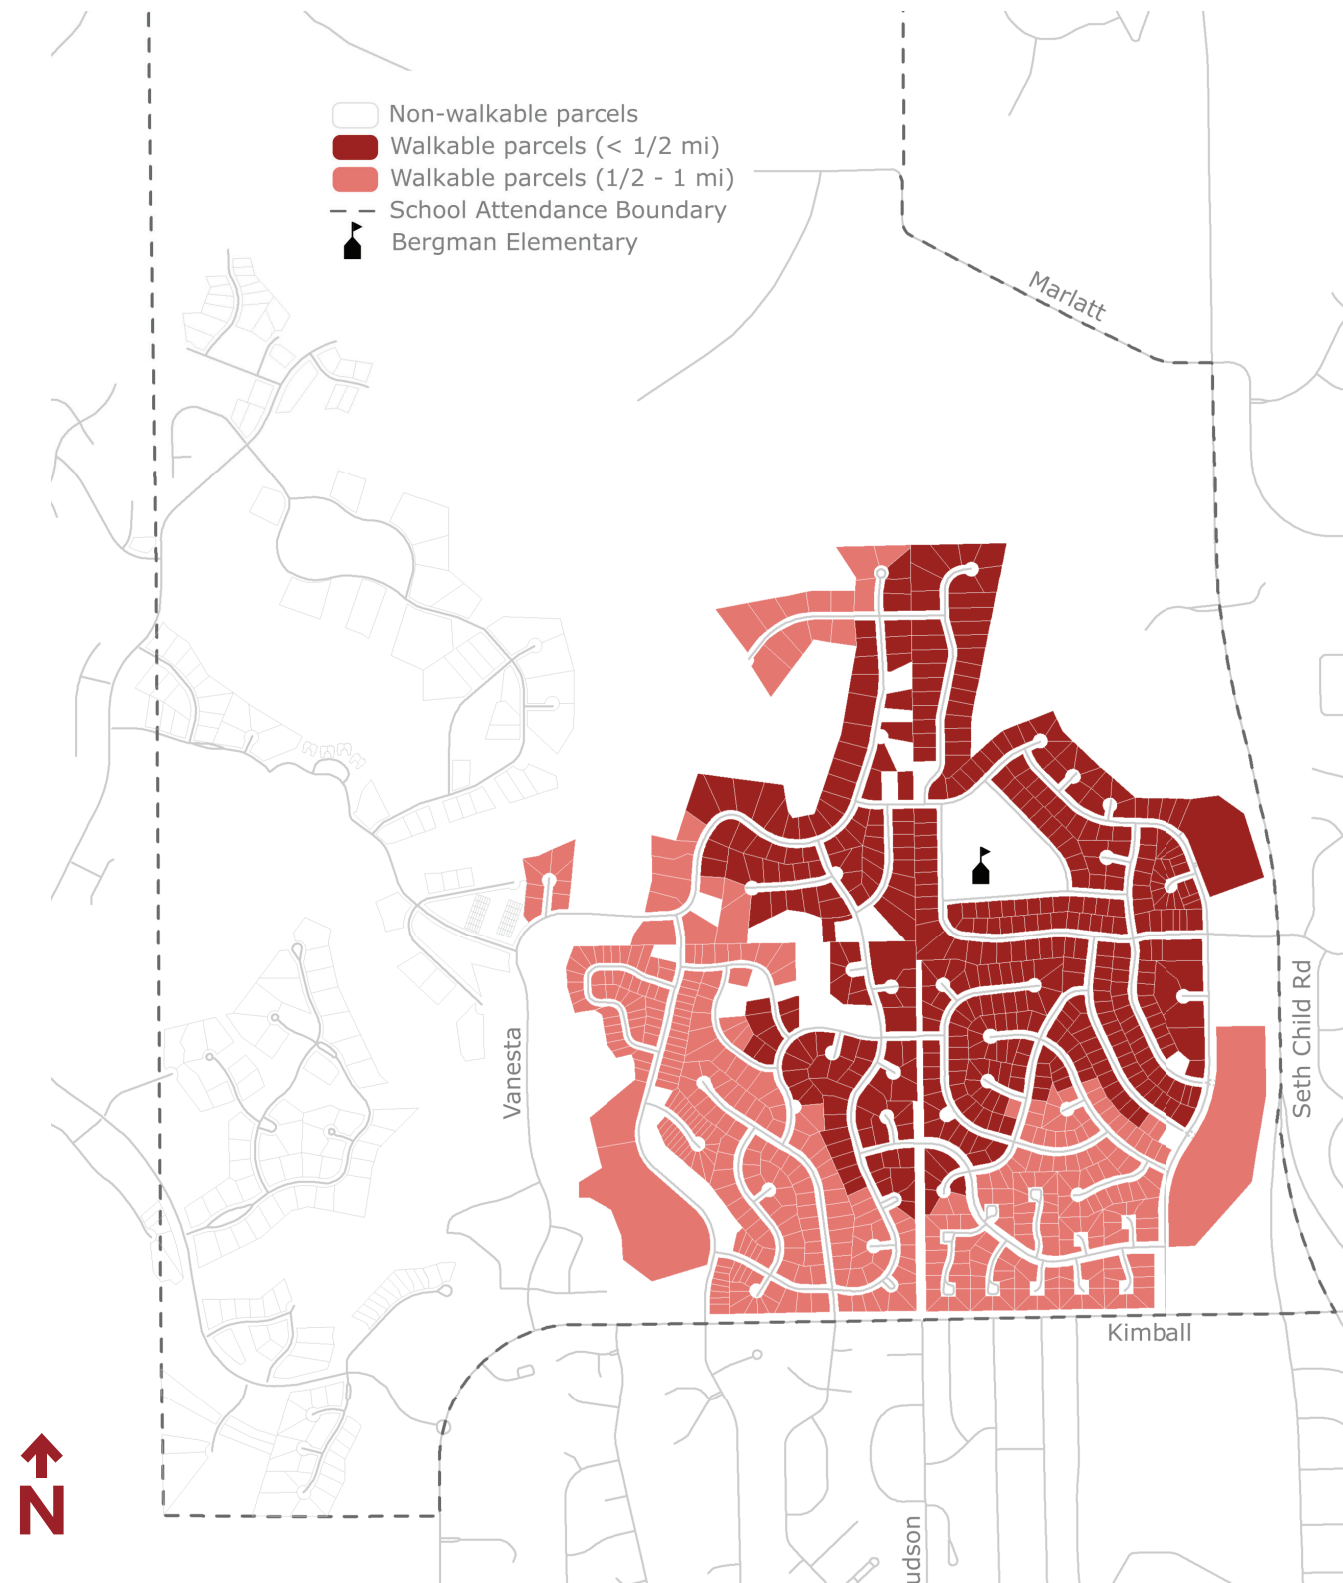 Non-walkable parcels
Walkable parcels (< 1/2 mi)
Walkable parcels (1/2 - 1 mi)
School Attendance Boundary
Bergman Elementary
Marlatt
Vanesta
Seth Child Rd
Kimball
N
udson